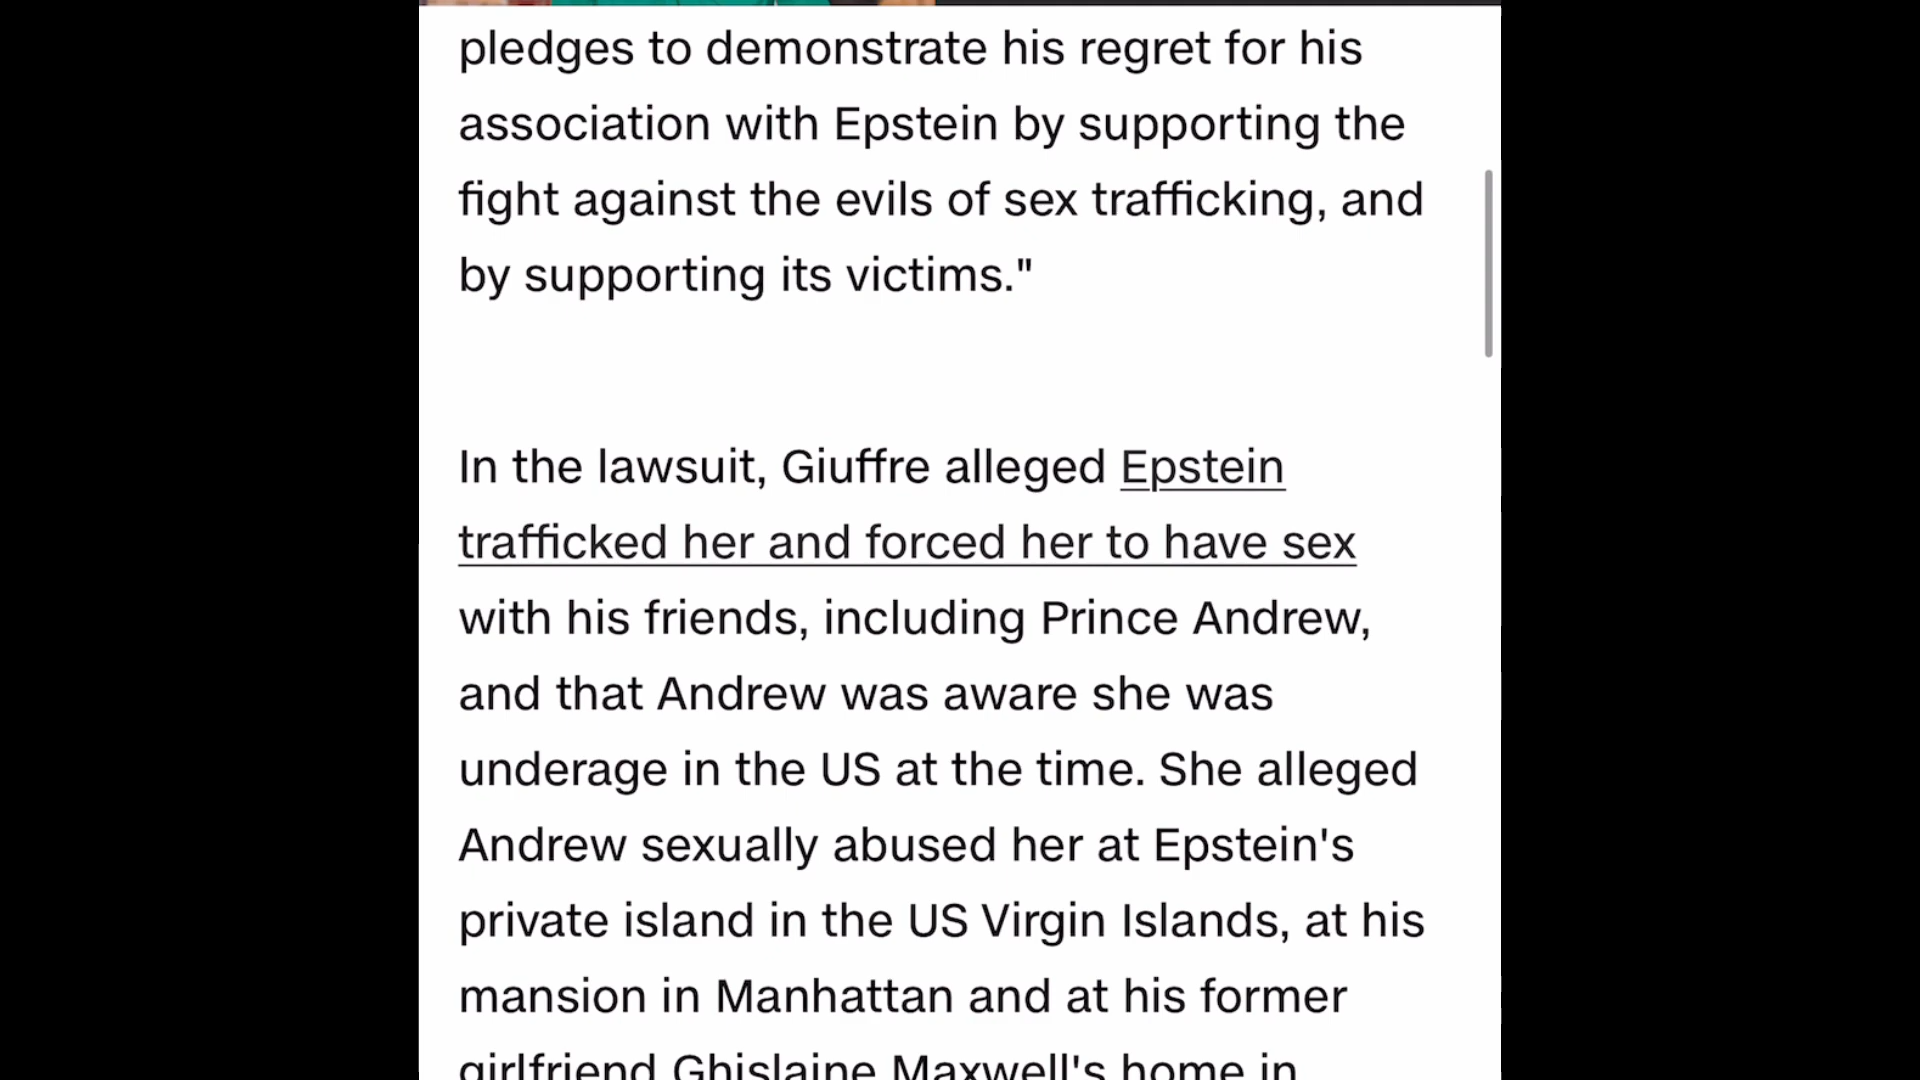 pledges to demonstrate his regret for his
association with Epstein by supporting the
fight against the evils of sex trafficking, and
by supporting its victims."
In the lawsuit, Giuffre alleged Epstein
trafficked her and forced her to have sex
with his friends, including Prince Andrew,
and that Andrew was aware she was
underage in the US at the time. She alleged
Andrew sexually abused her at Epstein's
private island in the US Virgin Islands, at his
mansion in Manhattan and at his former
girlfriend Ghislaine Maxwell's home in